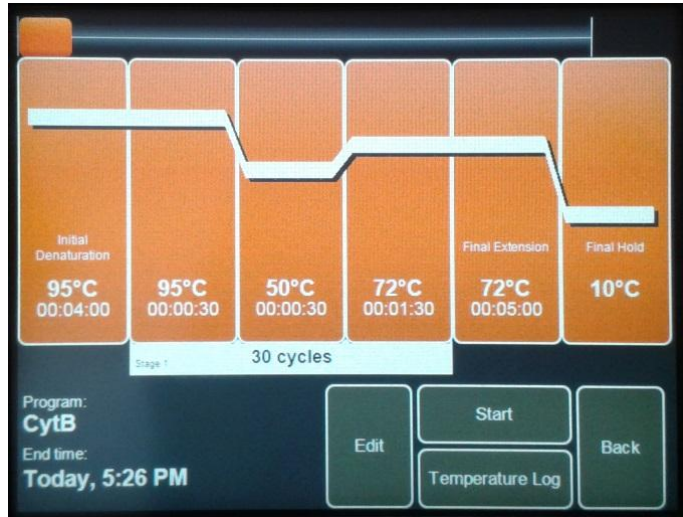 Initial
Denaturation
95°C
00:04:00
95°C
00:00:30
50°C
00:00:30
72°C
00:01:30
Final Extension
72°C
00:05:00
Final Hold
10°C
Stage 1
30 cycles
Program:
CytB
End time:
Today, 5:26 PM
Edit
Start
Temperature Log
Back